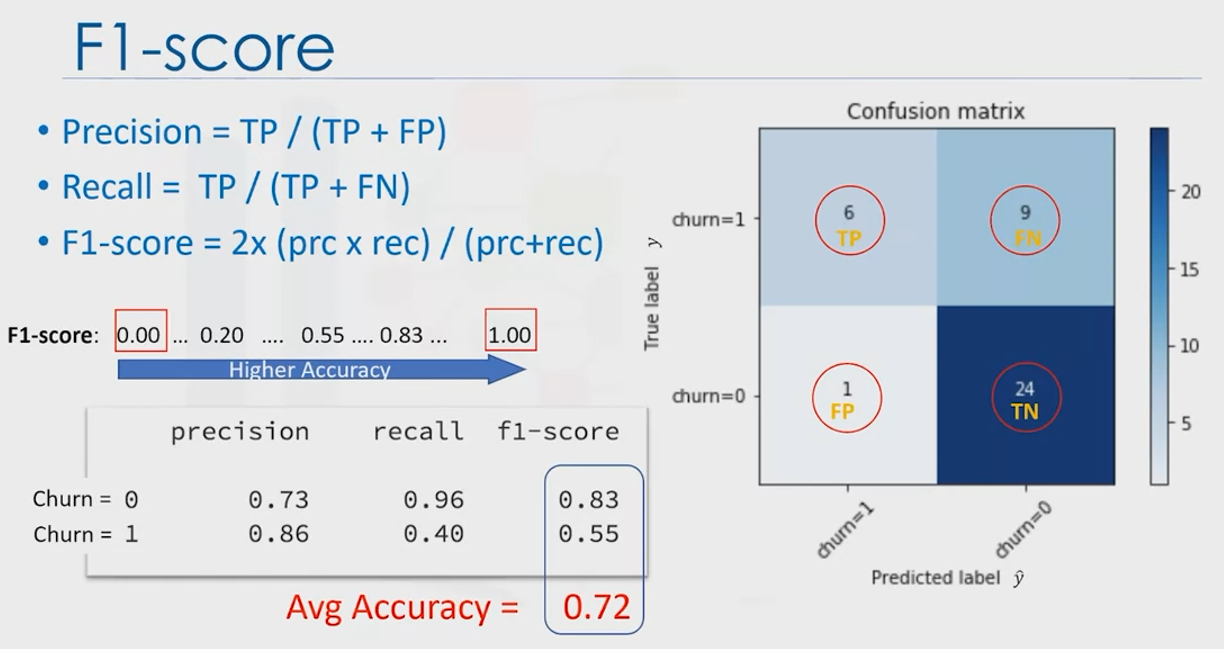 F1-score
• Precision = TP / (TP + FP)
• Recall = TP / (TP + FN)
• F1-score = 2x (prc x rec) / (prc+rec)
F1-score: 0.00 ... 0.20 .... 0.55 .... 0.83 ... 1.00
Higher Accuracy
precision recall f1-score
Churn = 0 0.73 0.96 0.83
Churn = 1 0.86 0.40 0.55
Avg Accuracy = 0.72
Confusion matrix
True label y
churn=1
churn=0
6
TP
9
FN
1
FP
24
TN
churn=1
churn=0
Predicted label ŷ
20
15
10
5